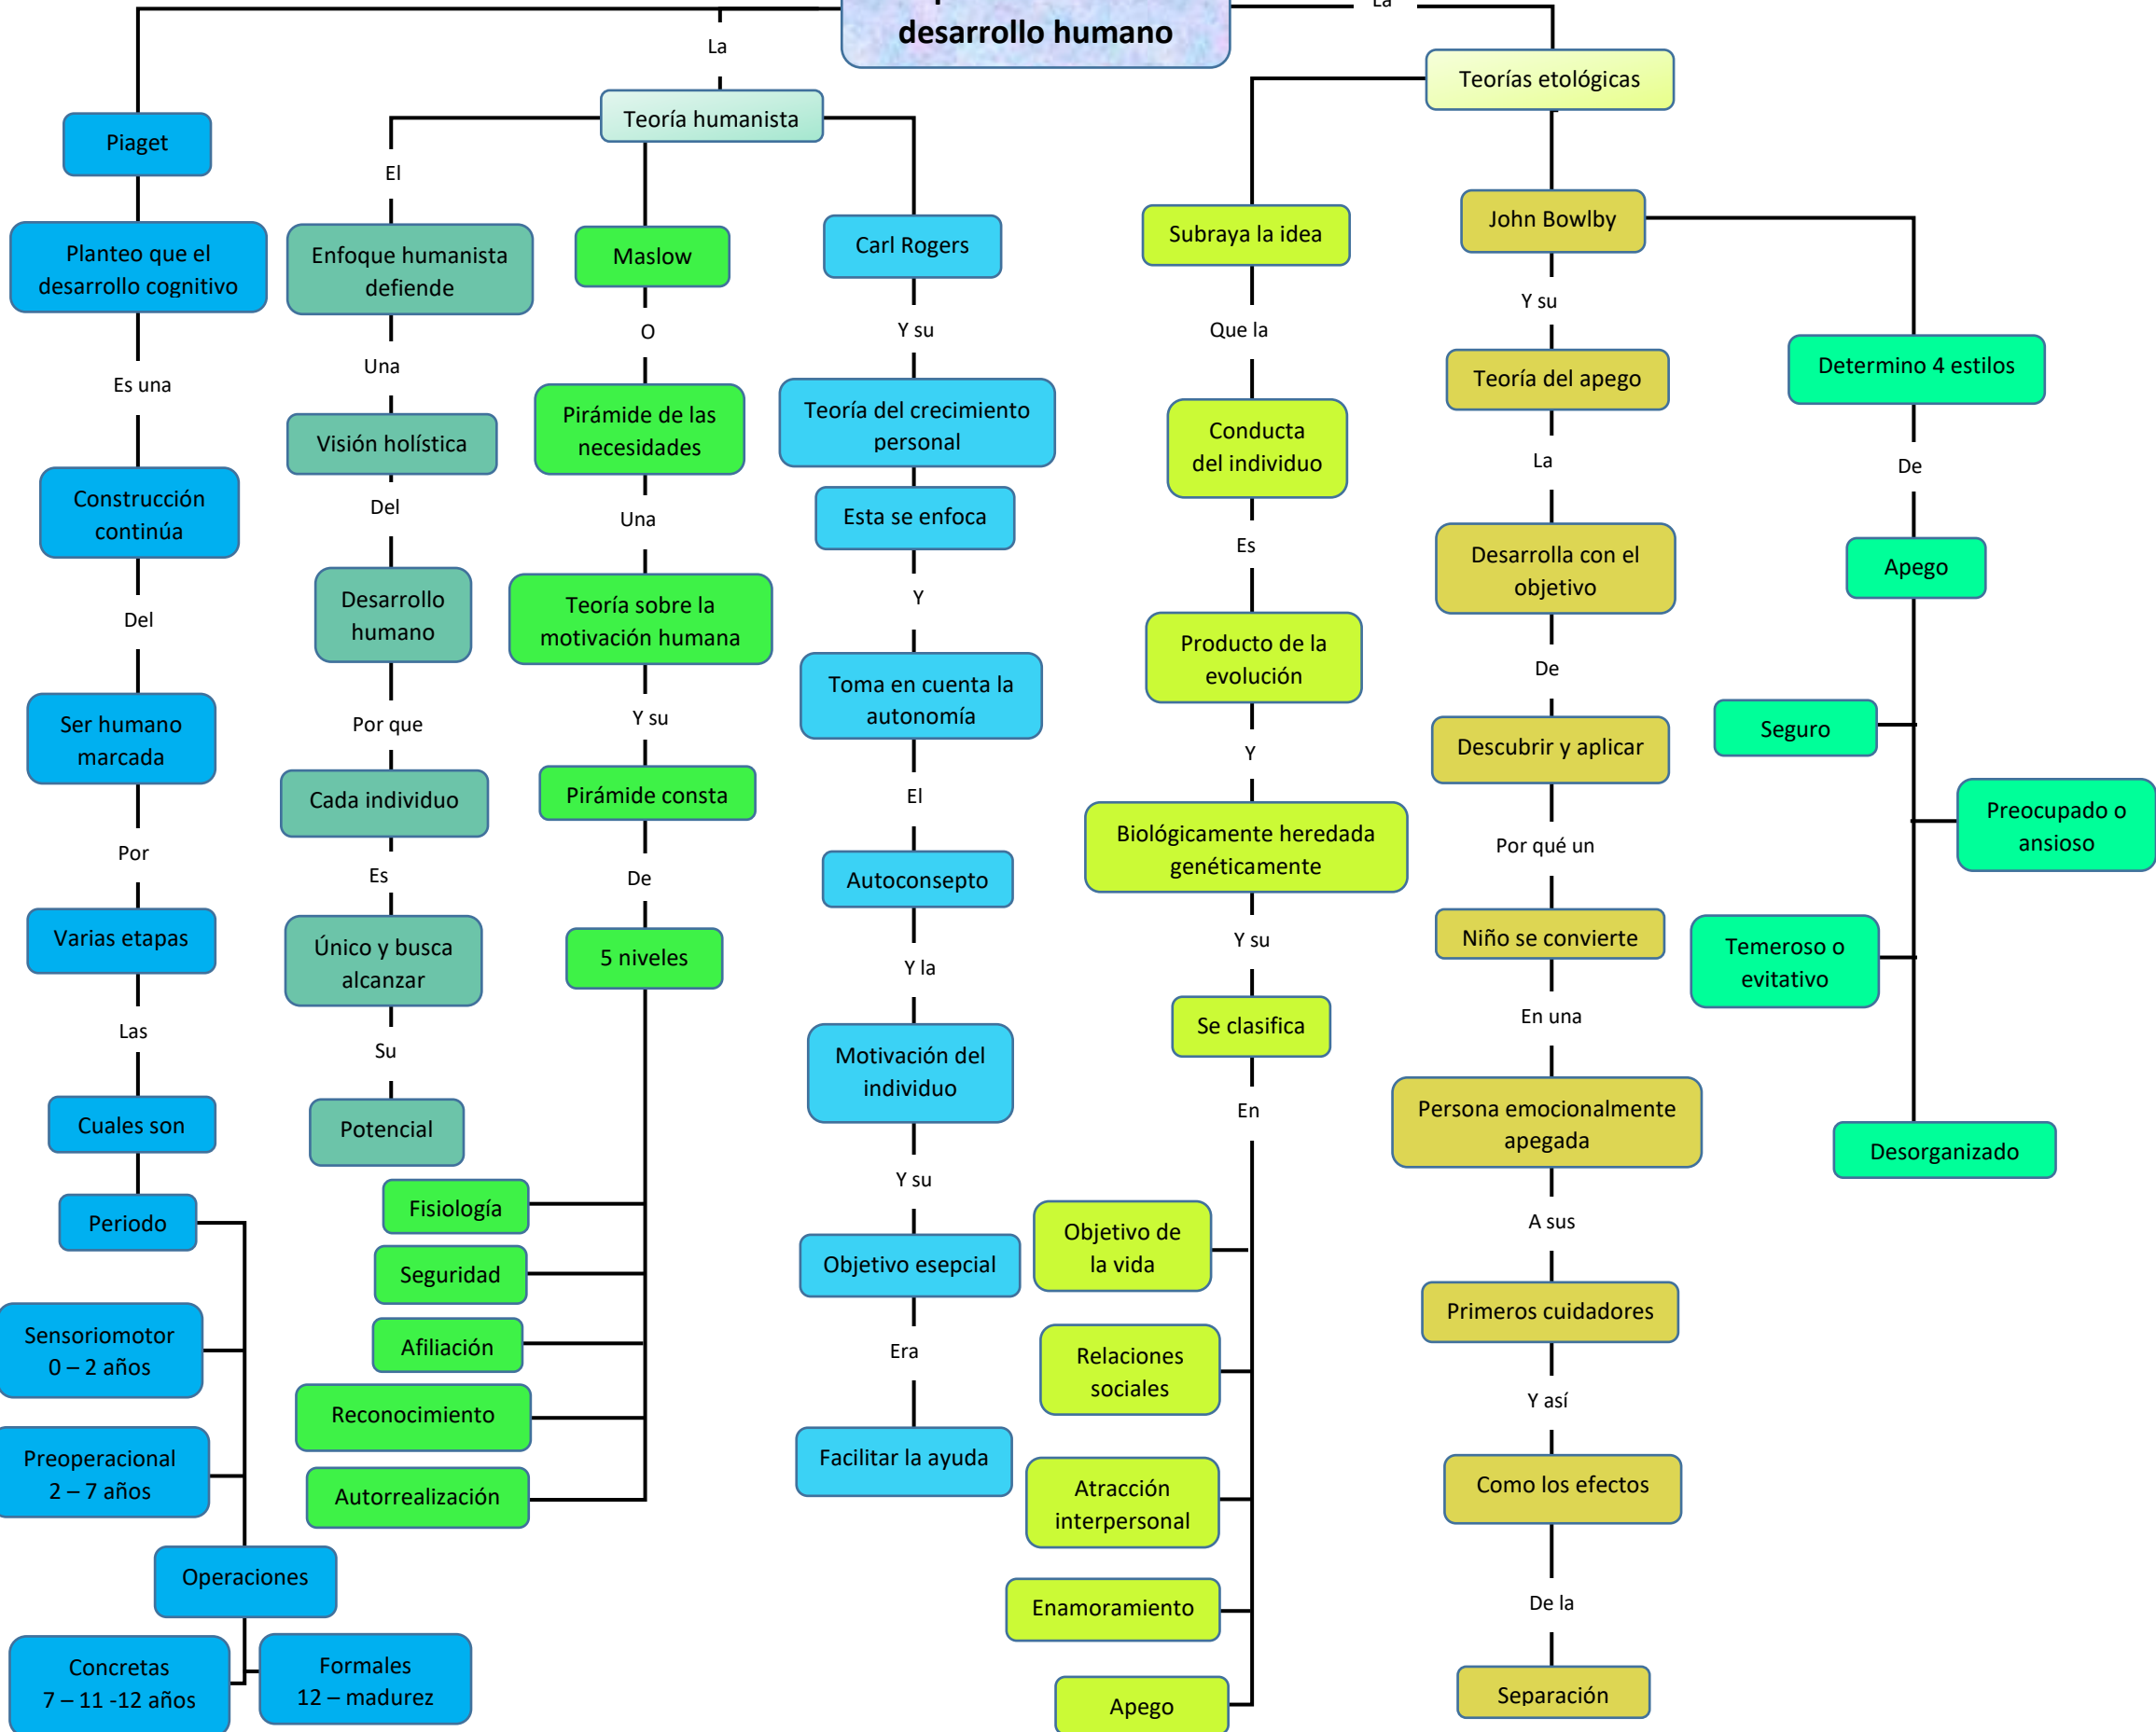 desarrollo humano
La
La
Teorías etológicas
Teoría humanista
Piaget
Planteo que el
desarrollo cognitivo
Es una
Construcción
continúa
Del
Ser humano
marcada
Por
Varias etapas
Las
Cuales son
Periodo
Sensoriomotor
0 – 2 años
Preoperacional
2 – 7 años
Operaciones
Concretas
7 – 11 -12 años
Formales
12 – madurez
El
Enfoque humanista
defiende
Una
Visión holística
Del
Desarrollo
humano
Por que
Cada individuo
Es
Único y busca
alcanzar
Su
Potencial
Maslow
O
Pirámide de las
necesidades
Una
Teoría sobre la
motivación humana
Y su
Pirámide consta
De
5 niveles
Fisiología
Seguridad
Afiliación
Reconocimiento
Autorrealización
Carl Rogers
Y su
Teoría del crecimiento
personal
Esta se enfoca
Y
Toma en cuenta la
autonomía
El
Autoconsepto
Y la
Motivación del
individuo
Y su
Objetivo esepcial
Era
Facilitar la ayuda
Subraya la idea
Que la
Conducta
del individuo
Es
Producto de la
evolución
Y
Biológicamente heredada
genéticamente
Y su
Se clasifica
En
Objetivo de
la vida
Relaciones
sociales
Atracción
interpersonal
Enamoramiento
Apego
John Bowlby
Y su
Teoría del apego
La
Desarrolla con el
objetivo
De
Descubrir y aplicar
Por qué un
Niño se convierte
En una
Persona emocionalmente
apegada
A sus
Primeros cuidadores
Y así
Como los efectos
De la
Separación
Determino 4 estilos
De
Apego
Seguro
Preocupado o
ansioso
Temeroso o
evitativo
Desorganizado